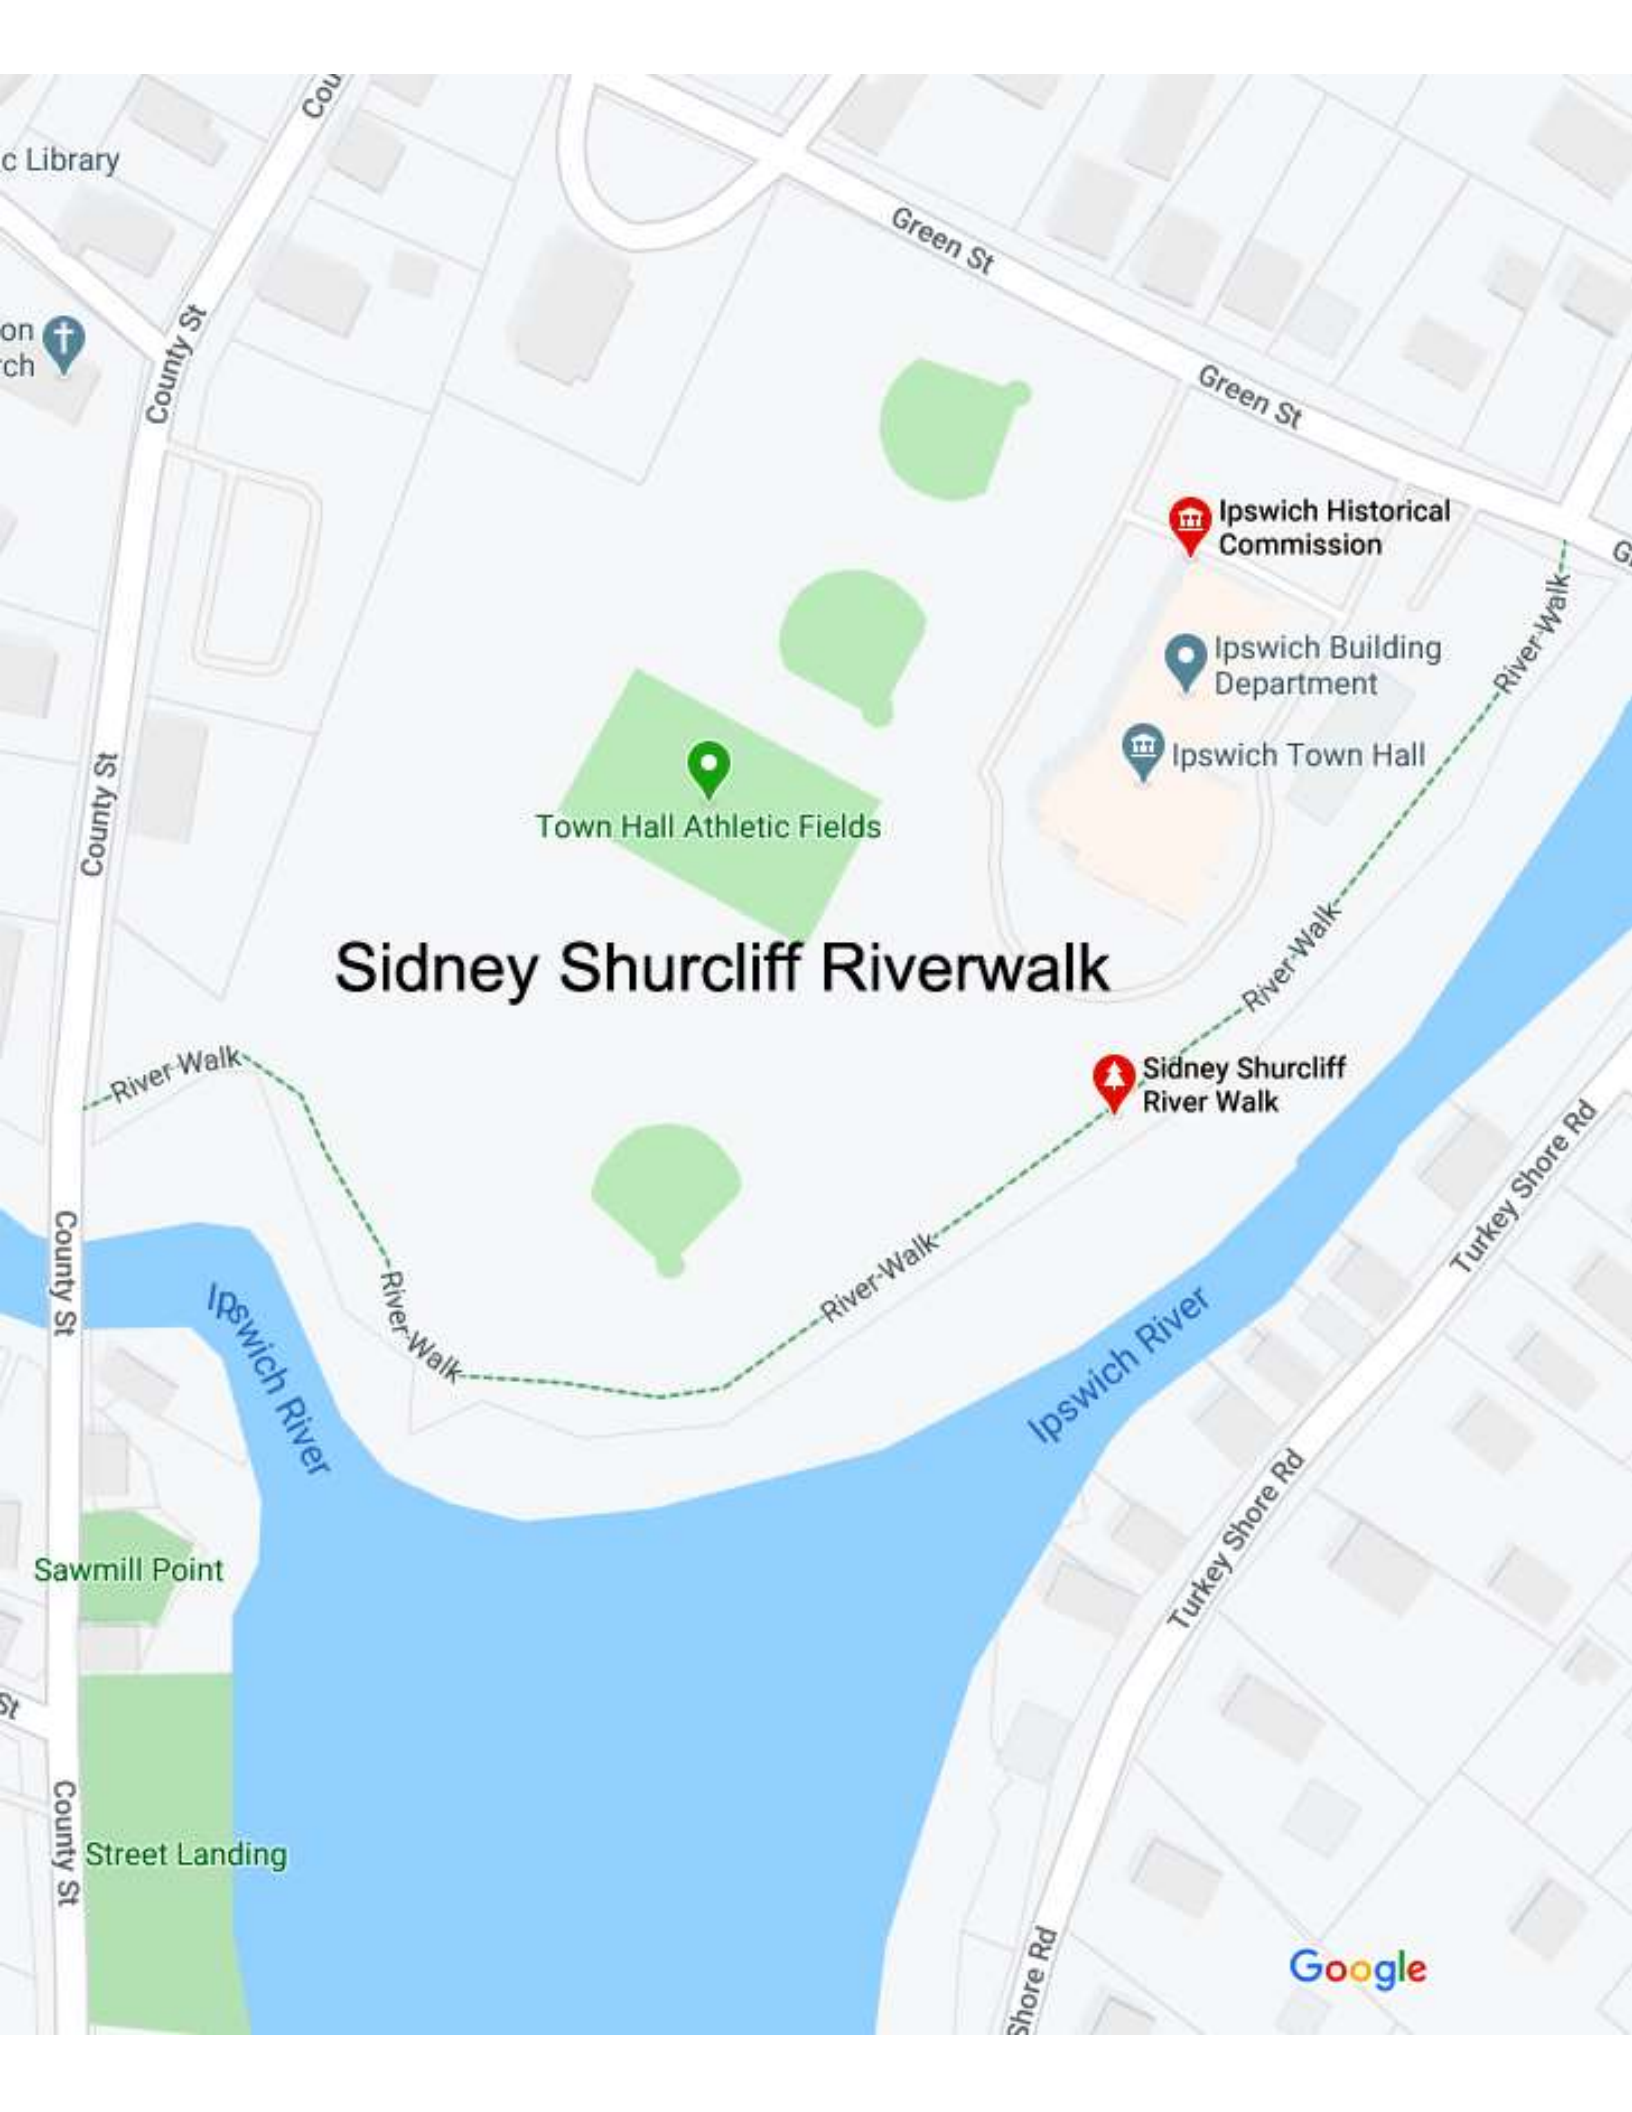 Cou
c Library
Green St
on
rch
County St
Green St
Ipswich Historical
Commission
G
River Walk
Ipswich Building
Department
Ipswich Town Hall
County St
Town Hall Athletic Fields
Sidney Shurcliff Riverwalk
River Walk
River Walk
Sidney Shurcliff
River Walk
Turkey Shore Rd
County St
River Walk
Ipswich River
River Walk
Ipswich River
Turkey Shore Rd
Sawmill Point
St
County St
Street Landing
Shore Rd
Google